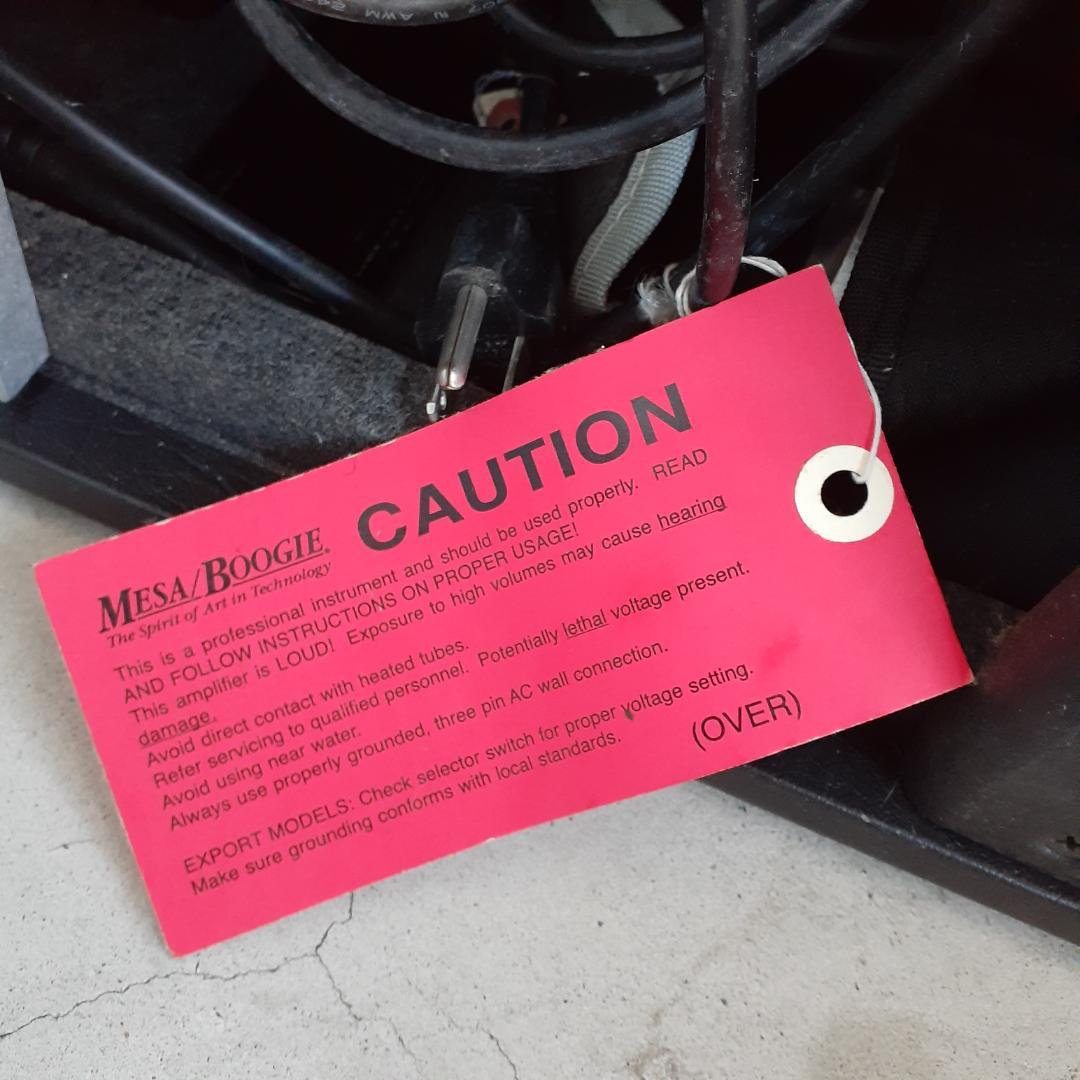 CAUTION
MESA/BOOGIE®
The Spirit of Art in Technology
This is a professional instrument and should be used properly. READ
AND FOLLOW INSTRUCTIONS ON PROPER USAGE!
This amplifier is LOUD! Exposure to high volumes may cause hearing
damage.
Avoid direct contact with heated tubes.
Refer servicing to qualified personnel. Potentially lethal voltage present.
Avoid using near water.
Always use properly grounded, three pin AC wall connection.
EXPORT MODELS: Check selector switch for proper voltage setting.
Make sure grounding conforms with local standards.
(OVER)
AWM